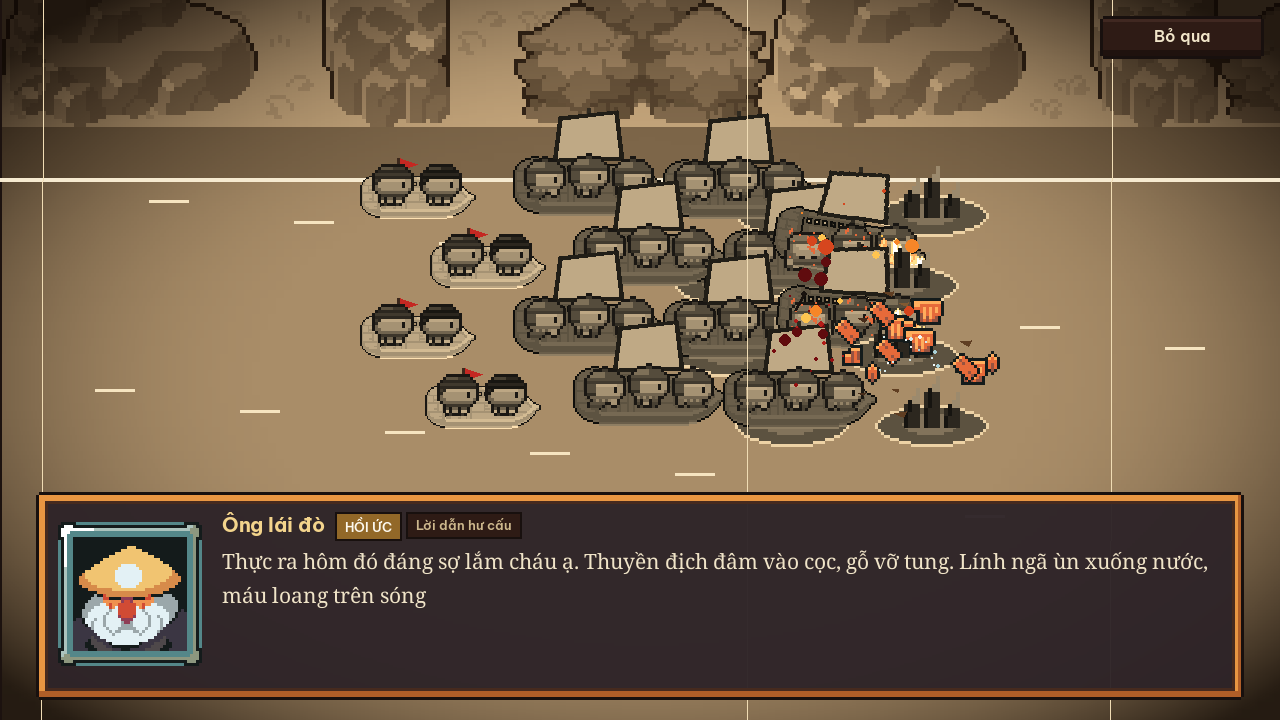 Bỏ qua
Ông lái đò HỒI ỨC Lời dẫn hư cấu
Thực ra hôm đó đáng sợ lắm cháu ạ. Thuyền địch đâm vào cọc, gỗ vỡ tung. Lính ngã ùn xuống nước,
máu loang trên sóng